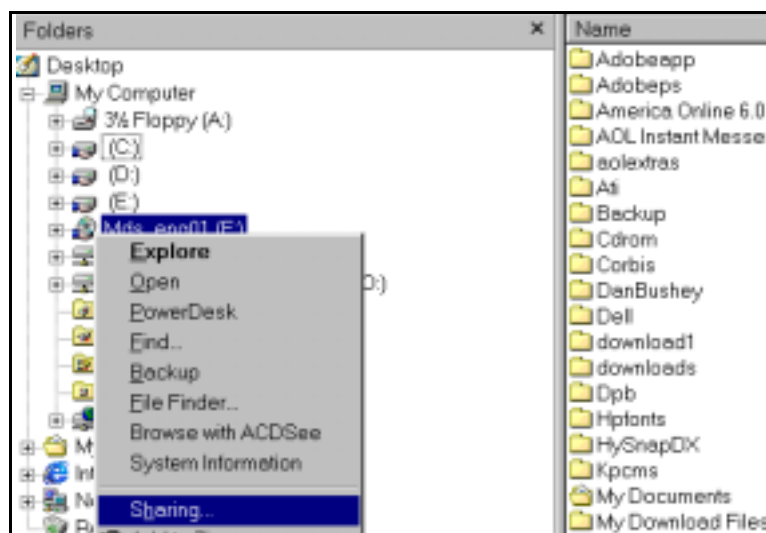 Folders
×
Desktop
My Computer
3½ Floppy (A:)
(C:)
(D:)
(E:)
Mds_eng01 (F:)
Explore
Open
O:)
PowerDesk
Find...
Backup
File Finder...
Browse with ACDSee
System Information
Sharing...
Name
Adobeapp
Adobeps
America Online 6.0
AOL Instant Messe
aolextras
Ati
Backup
Cdrom
Corbis
DanBushey
Dell
download1
downloads
Dpb
Hpfonts
HySnapDX
Kpcms
My Documents
My Download Files